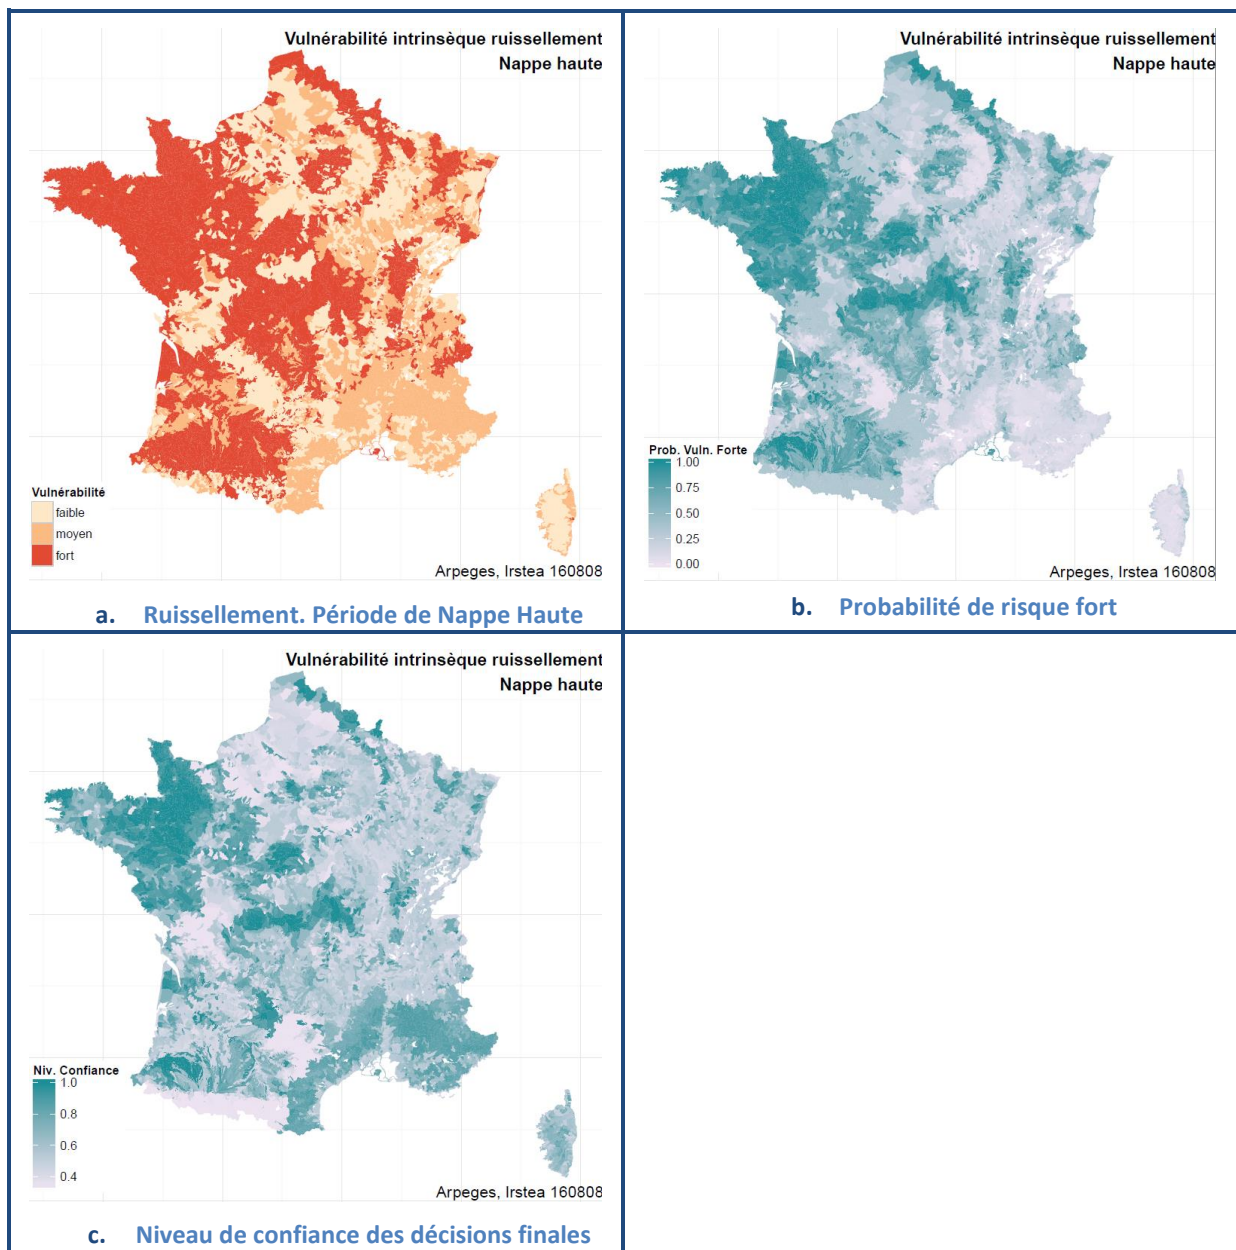 Vulnérabilité intrinsèque ruissellement
Nappe haute
Vulnérabilité
faible
moyen
fort
Arpeges, Irstea 160808
a. Ruissellement. Période de Nappe Haute
Vulnérabilité intrinsèque ruissellement
Nappe haute
Prob. Vuln. Forte
1.00
0.75
0.50
0.25
0.00
Arpeges, Irstea 160808
b. Probabilité de risque fort
Vulnérabilité intrinsèque ruissellement
Nappe haute
Niv. Confiance
1.0
0.8
0.6
0.4
Arpeges, Irstea 160808
c. Niveau de confiance des décisions finales